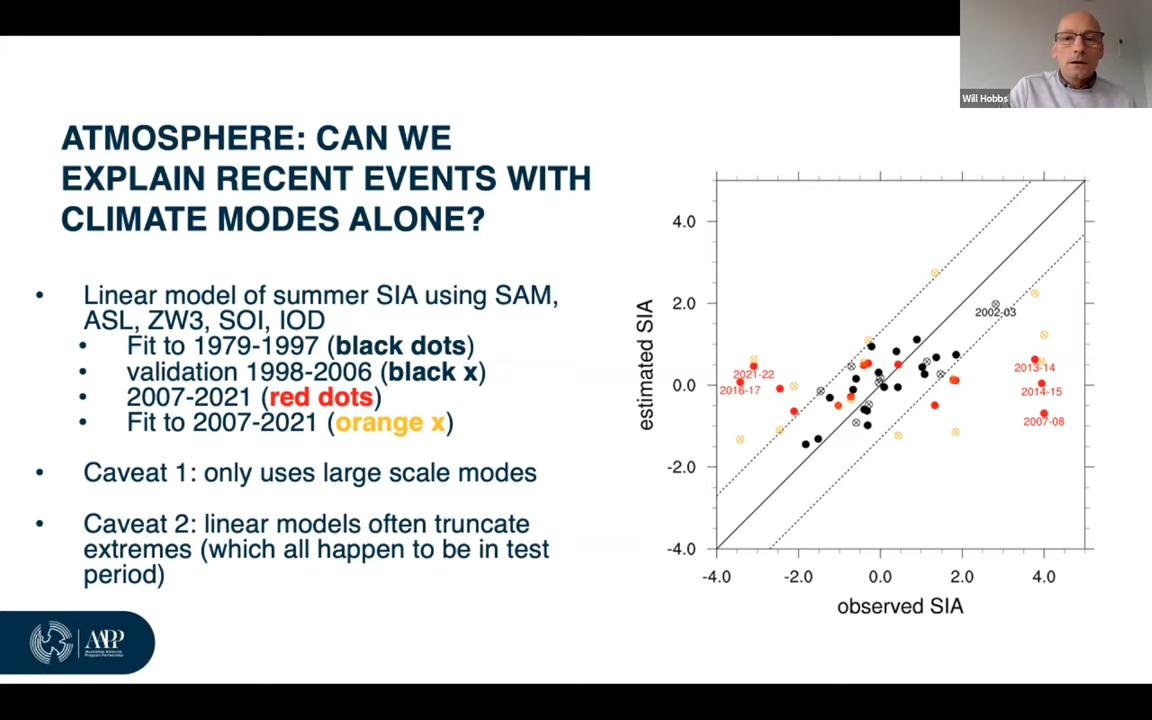 Will Hobbs
ATMOSPHERE: CAN WE
EXPLAIN RECENT EVENTS WITH
CLIMATE MODES ALONE?
• Linear model of summer SIA using SAM,
ASL, ZW3, SOI, IOD
• Fit to 1979-1997 (black dots)
• validation 1998-2006 (black x)
• 2007-2021 (red dots)
• Fit to 2007-2021 (orange x)
• Caveat 1: only uses large scale modes
• Caveat 2: linear models often truncate
extremes (which all happen to be in test
period)
AAPP
estimated SIA
4.0
2.0
0.0
-2.0
-4.0
2002-03
2021-22
2016-17
2013-14
2014-15
2007-08
-4.0 -2.0 0.0 2.0 4.0
observed SIA